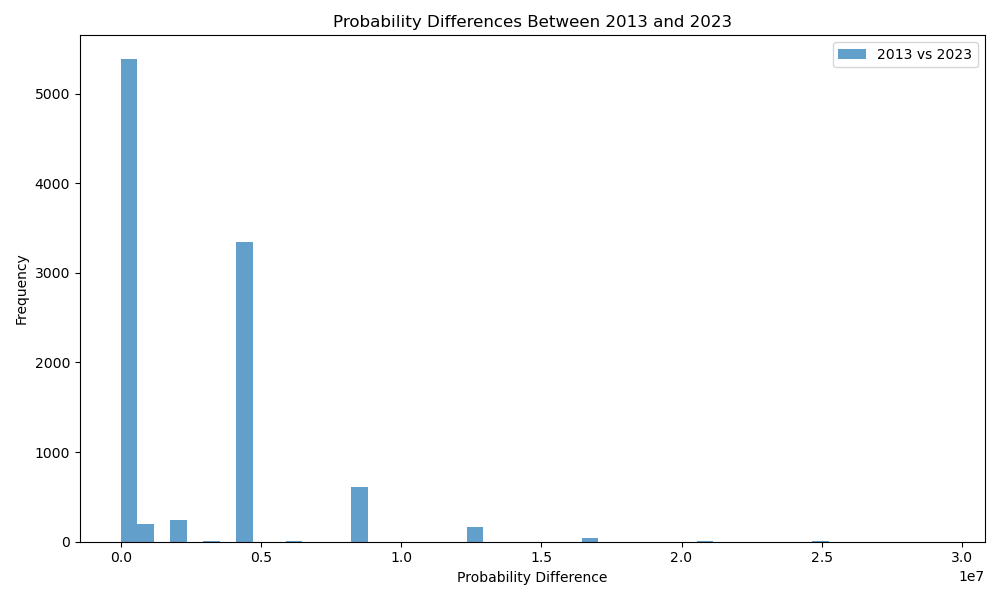 Probability Differences Between 2013 and 2023
2013 vs 2023
Frequency
5000
4000
3000
2000
1000
0
0.0 0.5 1.0 1.5 2.0 2.5 3.0
1e7
Probability Difference